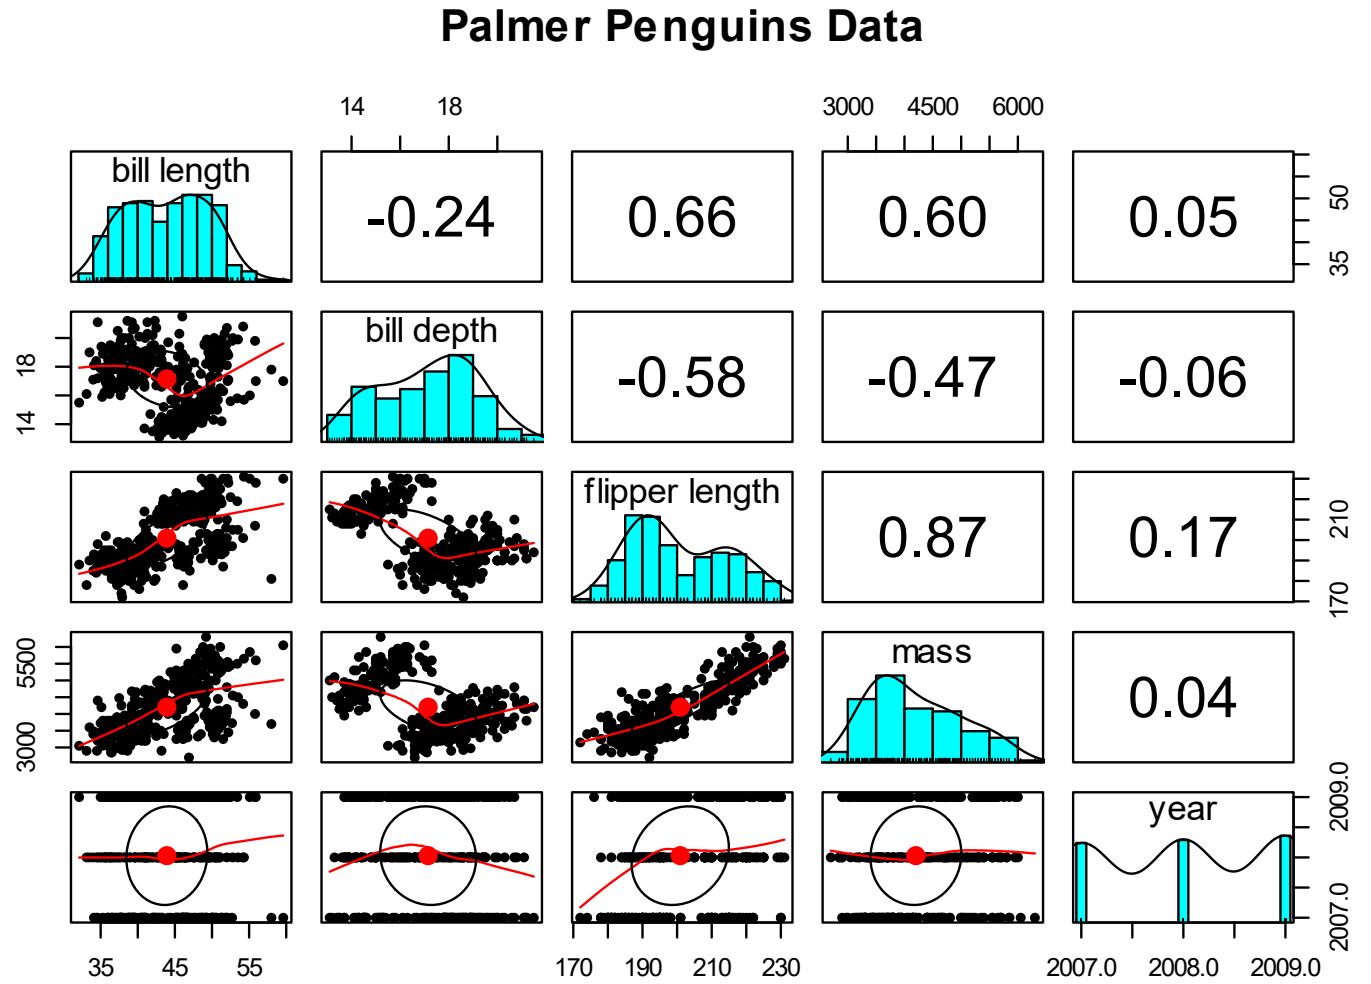 Palmer Penguins Data
14 18
3000 4500 6000
bill length
-0.24
0.66
0.60
0.05
35 50
14 18
bill depth
-0.58
-0.47
-0.06
flipper length
0.87
0.17
170 210
3000 5500
mass
0.04
year
2007.0 2009.0
35 45 55
170 190 210 230
2007.0 2008.0 2009.0